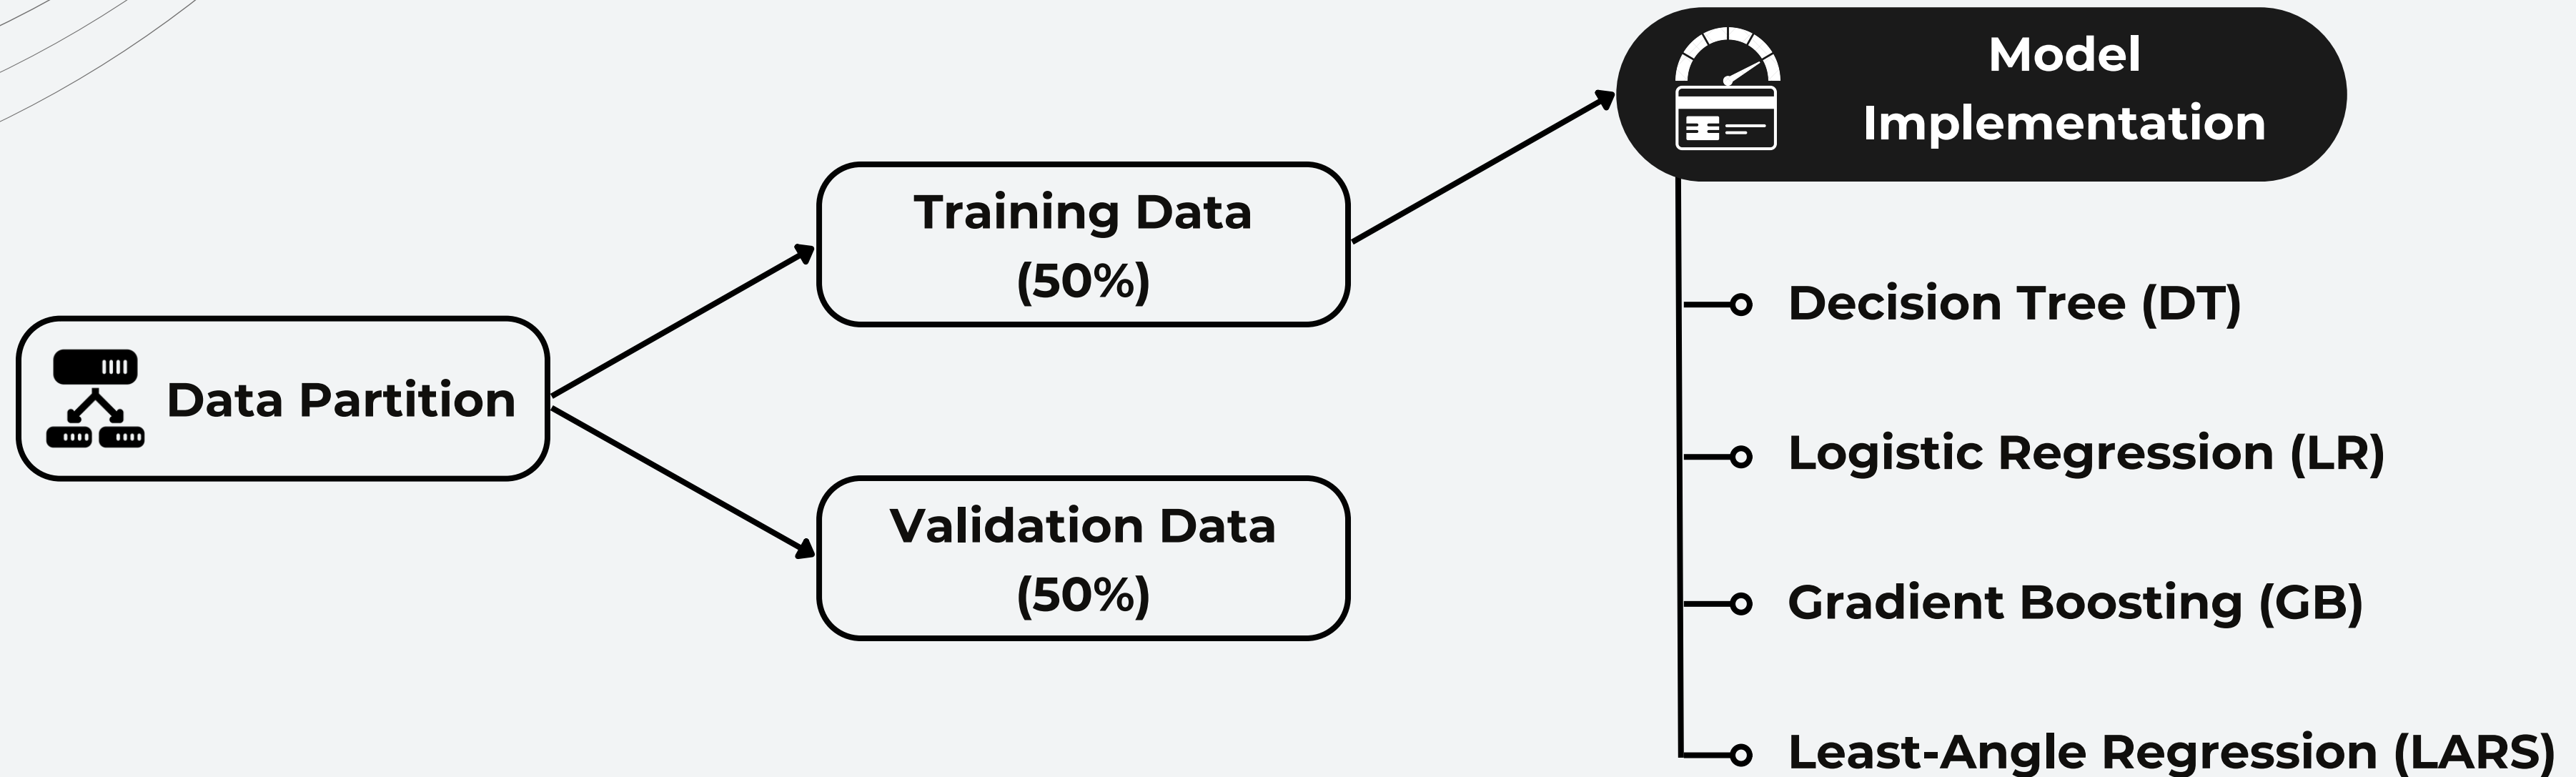 Data Partition
Training Data
(50%)
Validation Data
(50%)
Model
Implementation
Decision Tree (DT)
Logistic Regression (LR)
Gradient Boosting (GB)
Least-Angle Regression (LARS)